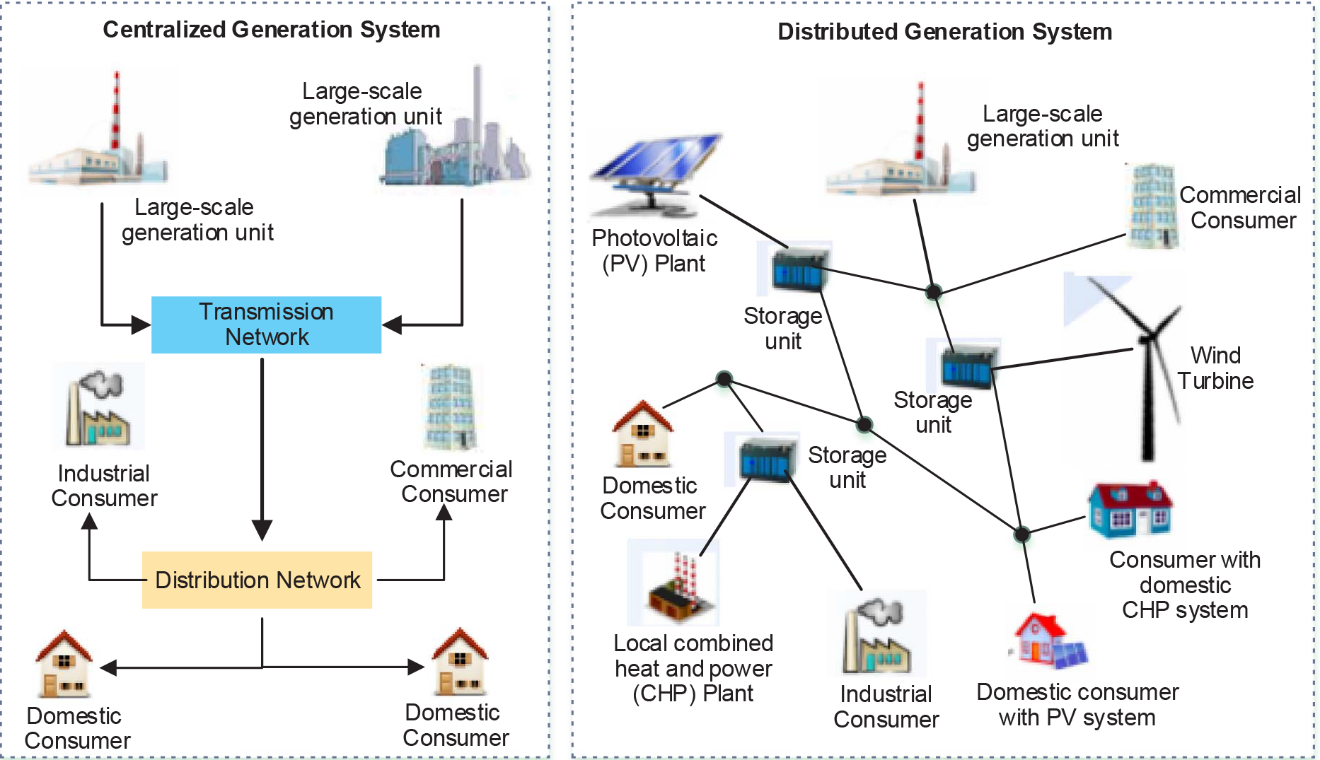 Centralized Generation System
Large-scale
generation unit
Large-scale
generation unit
Transmission
Network
Industrial
Consumer
Commercial
Consumer
Distribution Network
Domestic
Consumer
Domestic
Consumer
Distributed Generation System
Large-scale
generation unit
Commercial
Consumer
Photovoltaic
(PV) Plant
Storage
unit
Wind
Turbine
Storage
unit
Storage
unit
Domestic
Consumer
Consumer with
domestic
CHP system
Local combined
heat and power
(CHP) Plant
Industrial
Consumer
Domestic consumer
with PV system